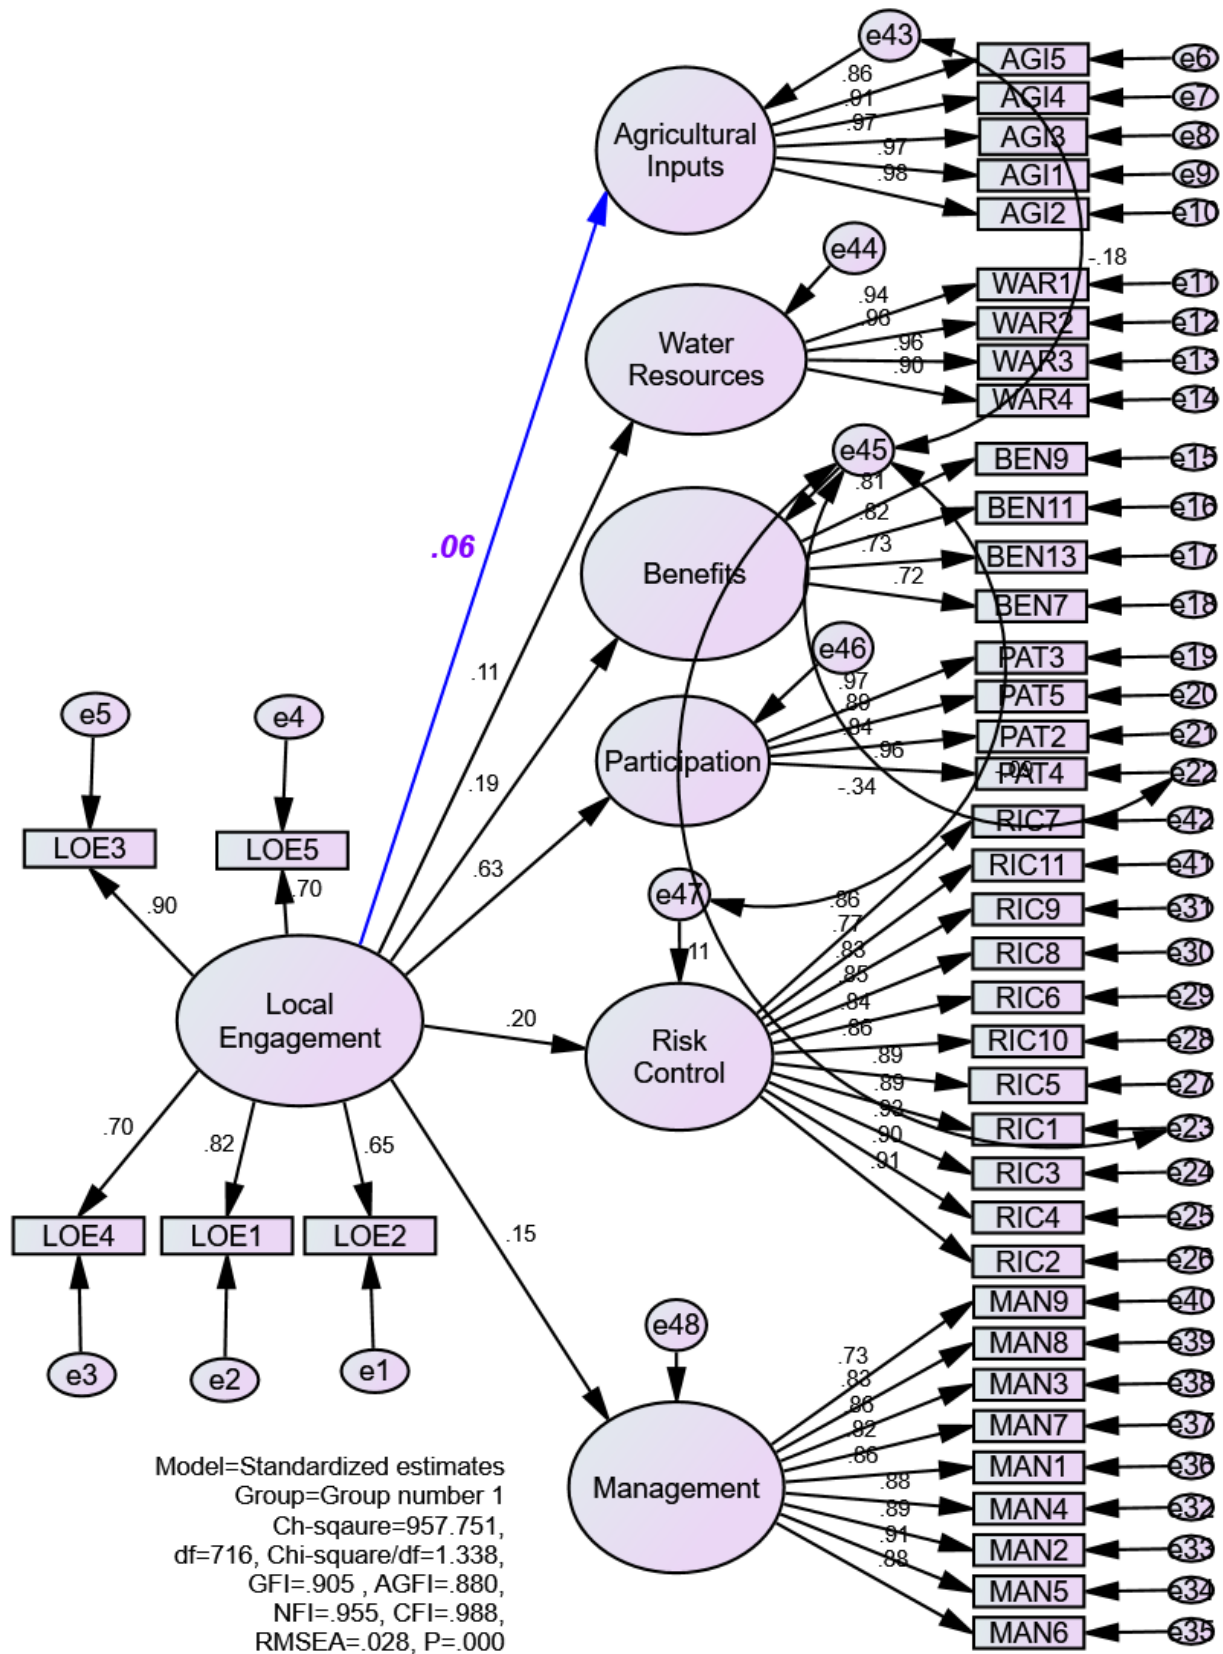 e43
AGI5
e6
.86
AGI4
e7
.91
Agricultural
Inputs
.97
AGI3
e8
.97
AGI1
e9
.98
AGI2
e10
e44
-.18
WAR1
e11
.94
Water
Resources
.96
WAR2
e12
.96
WAR3
e13
.90
WAR4
e14
e45
BEN9
e15
.81
BEN11
e16
.82
.06
Benefits
.73
BEN13
e17
.72
BEN7
e18
e46
PAT3
e19
.11
.97
PAT5
e20
.89
e5
e4
.84
PAT2
e21
Participation
.96
PAT4
e22
-.09
.19
-.34
LOE3
LOE5
RIC7
e42
.63
RIC11
e41
.90
.70
e47
.86
RIC9
e31
.77
.11
.83
RIC8
e30
.85
RIC6
e29
Local
Engagement
.20
.84
Risk
Control
.86
RIC10
e28
.89
RIC5
e27
.89
.93
RIC1
e23
.70
.82
.65
.90
RIC3
e24
.91
RIC4
e25
LOE4
LOE1
LOE2
.15
RIC2
e26
MAN9
e40
e48
MAN8
e39
e3
e2
e1
.73
.83
MAN3
e38
.86
MAN7
e37
.82
.86
MAN1
e36
Management
.88
MAN4
e32
.89
MAN2
e33
.91
.88
MAN5
e34
MAN6
e35
Model=Standardized estimates
Group=Group number 1
Ch-sqaure=957.751,
df=716, Chi-square/df=1.338,
GFI=.905 , AGFI=.880,
NFI=.955, CFI=.988,
RMSEA=.028, P=.000